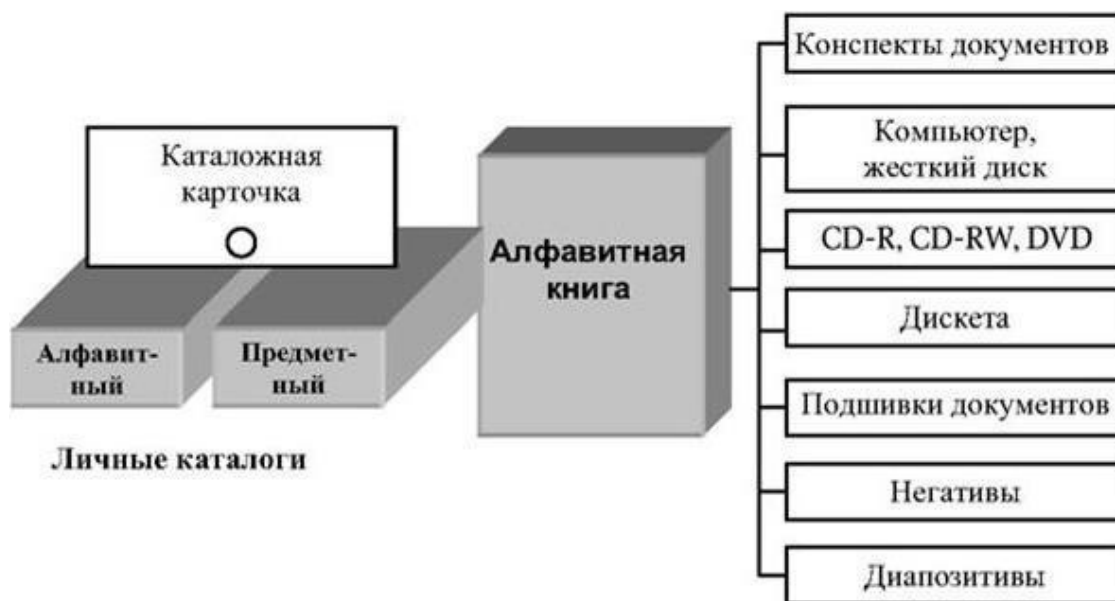 Каталожная
карточка
Алфавит-
ный
Предмет-
ный
Личные каталоги
Алфавитная
книга
Конспекты документов
Компьютер,
жесткий диск
CD-R, CD-RW, DVD
Дискета
Подшивки документов
Негативы
Диапозитивы